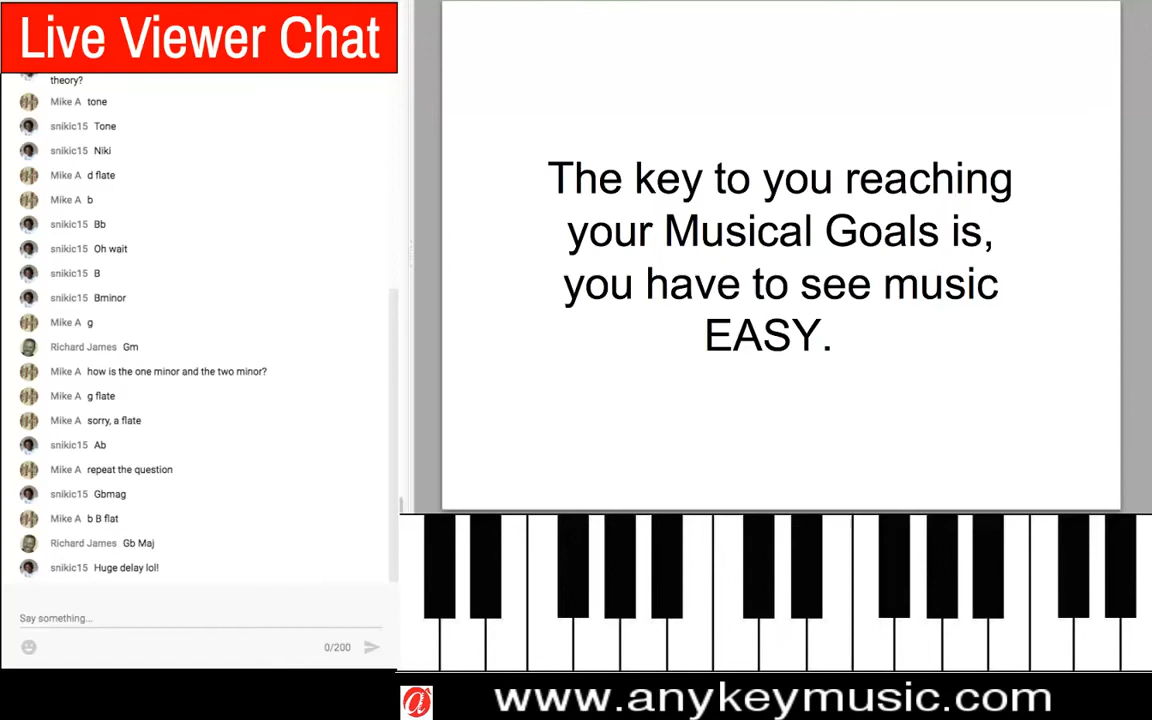 Live Viewer Chat
theory?
Mike A tone
snikic15 Tone
snikic15 Niki
Mike A d flate
Mike A b
snikic15 Bb
snikic15 Oh wait
snikic15 B
snikic15 Bminor
Mike A g
Richard James Gm
Mike A how is the one minor and the two minor?
Mike A g flate
Mike A sorry, a flate
snikic15 Ab
Mike A repeat the question
snikic15 Gbmag
Mike A b B flat
Richard James Gb Maj
snikic15 Huge delay lol!
Say something...
0/200
The key to you reaching
your Musical Goals is,
you have to see music
EASY.
www.anykeymusic.com